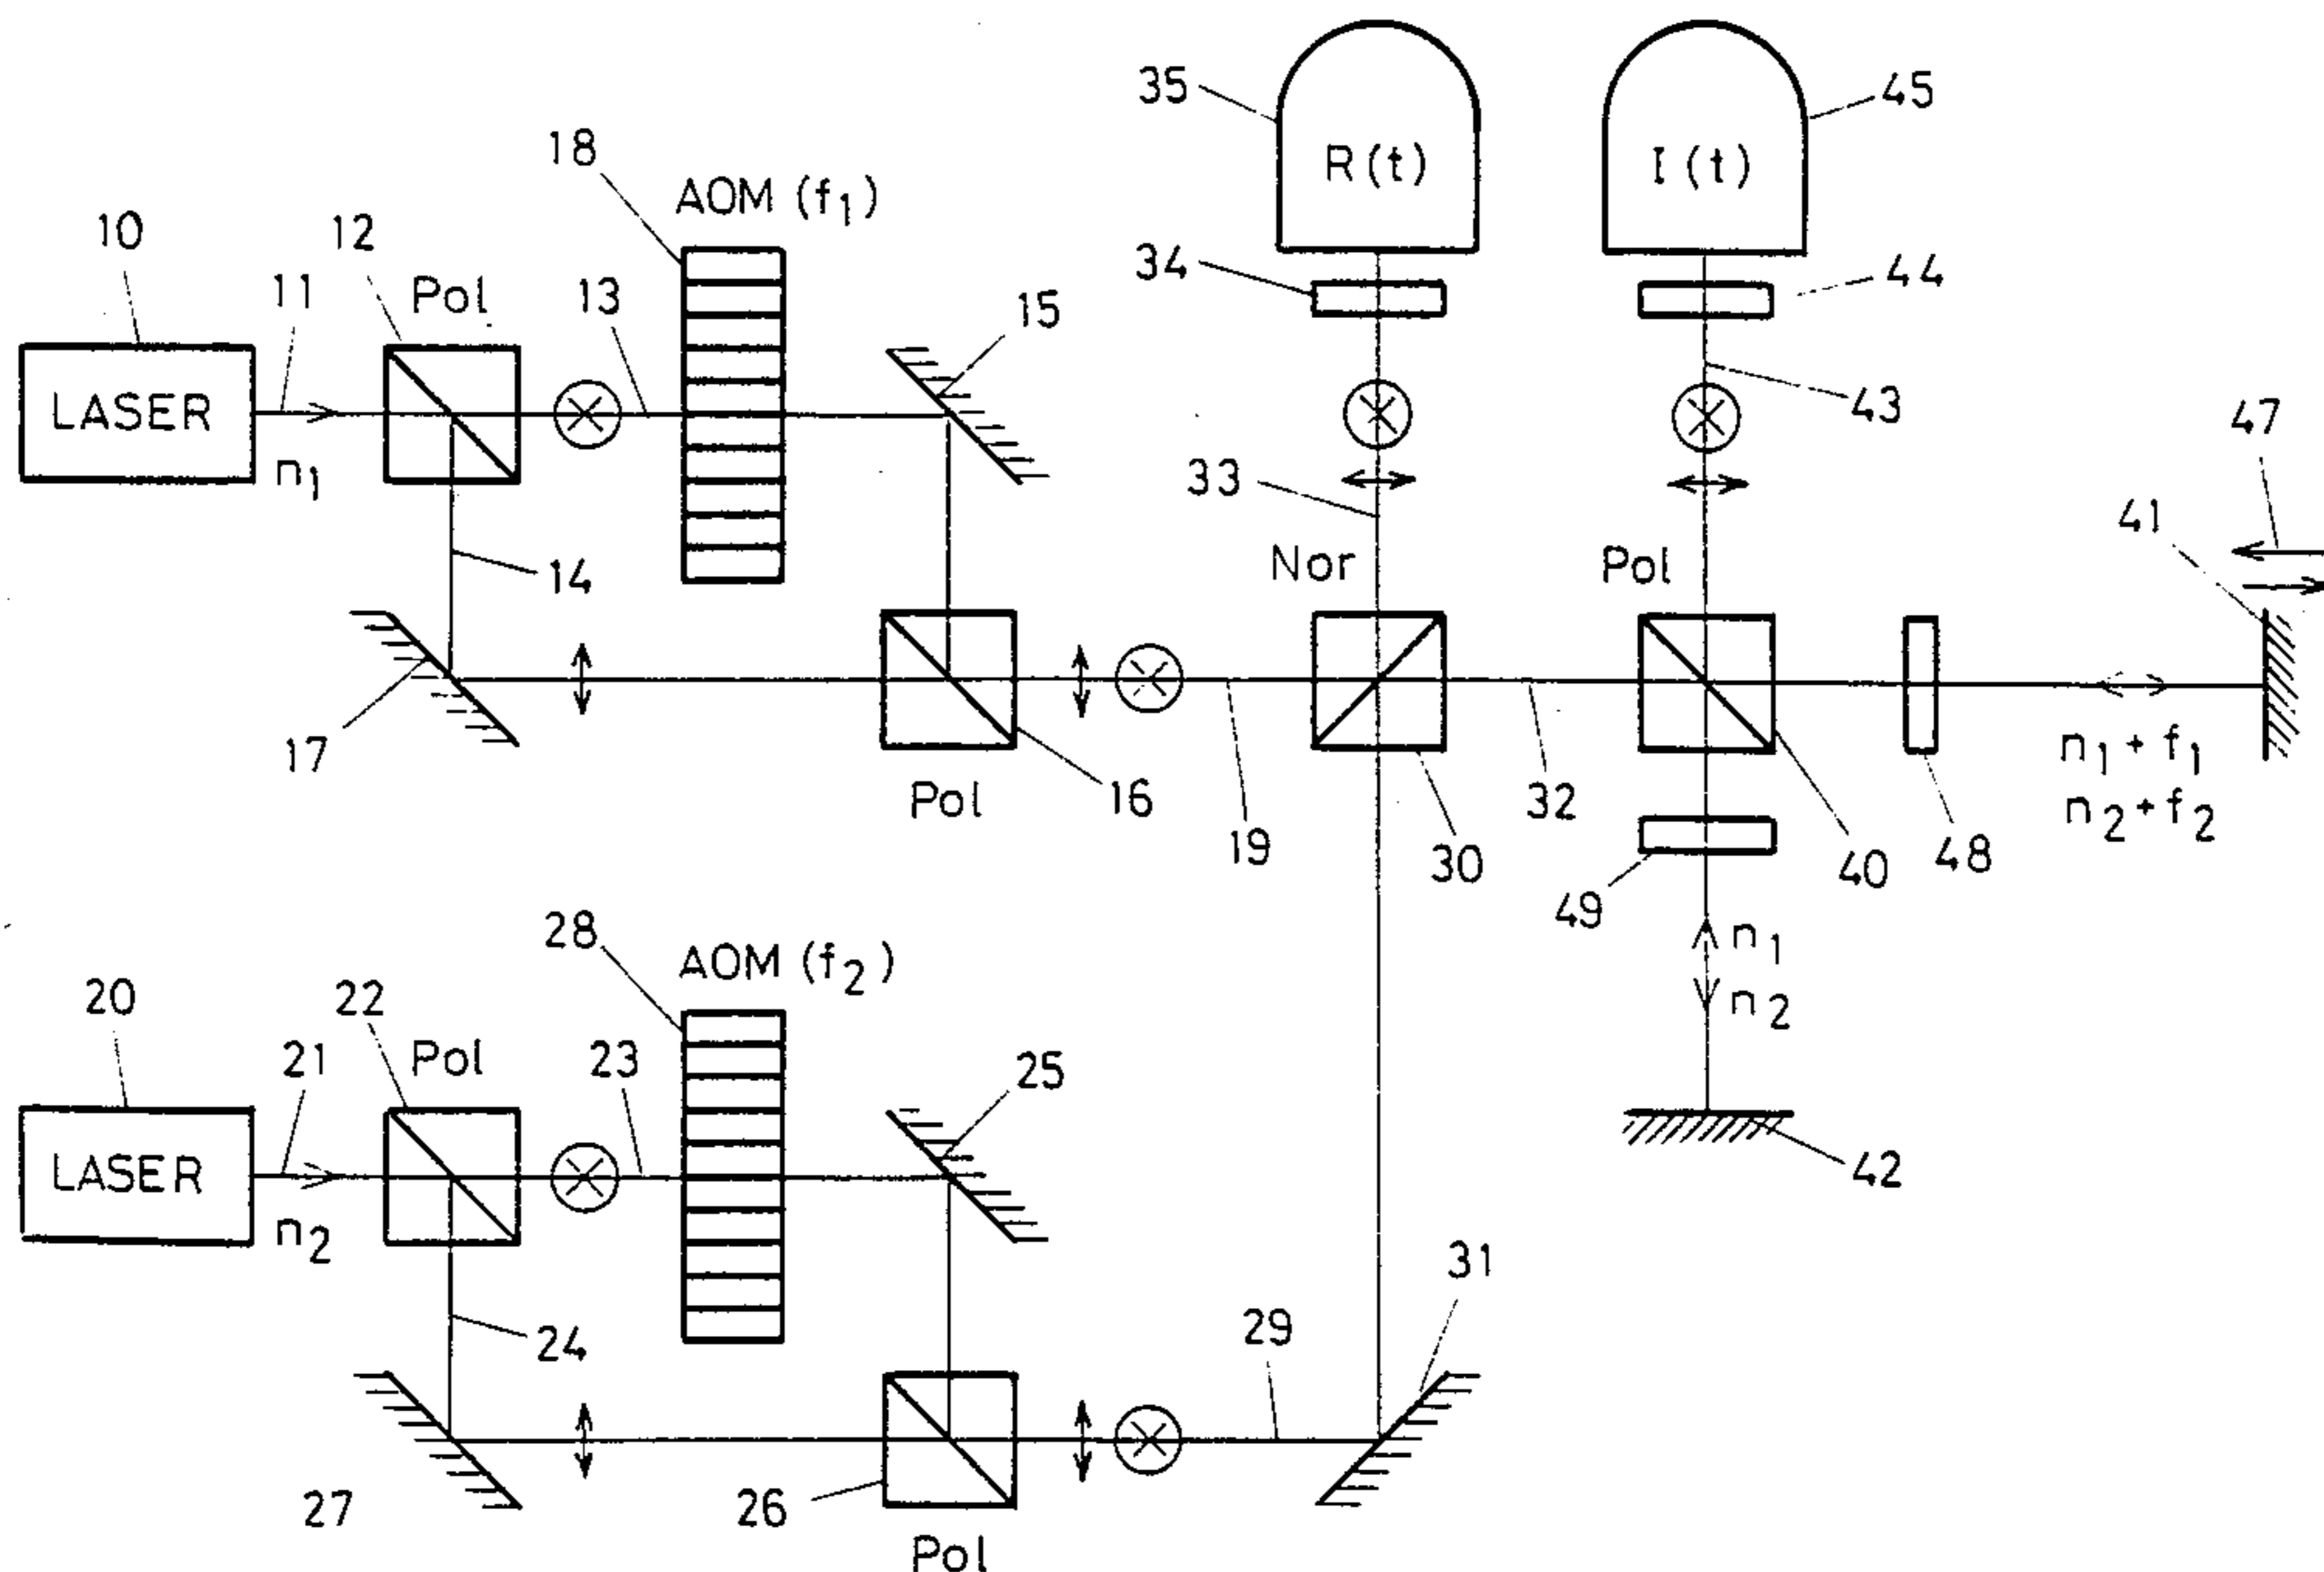 35
45
R(t)
I(t)
18
AOM (f₁)
10
12
Pol
11
13
LASER
n₁
34
44
15
33
43
47
41
14
Nor
Pol
17
Pol
16
19
30
32
40
48
n₁ + f₁
n₂ + f₂
49
n₁
n₂
42
28
AOM (f₂)
20
22
Pol
21
23
25
LASER
n₂
24
29
31
27
26
Pol